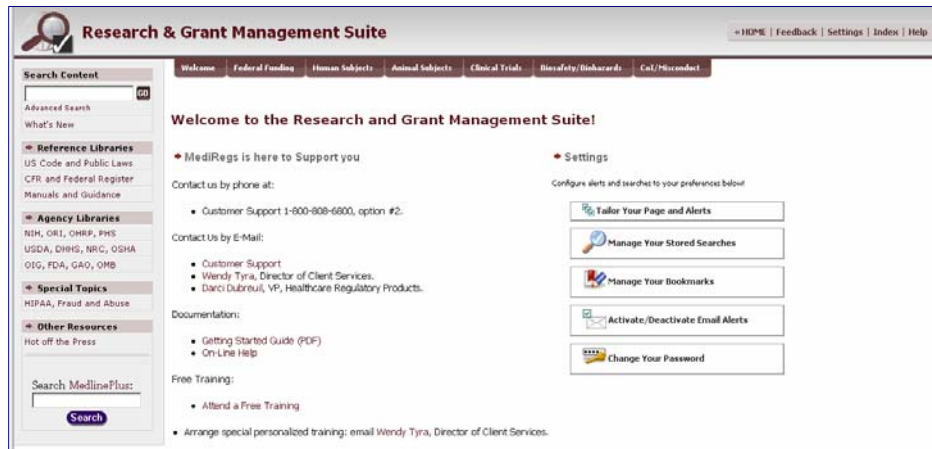 Research & Grant Management Suite
«HOME | Feedback | Settings | Index | Help
Welcome
Federal Funding
Human Subjects
Animal Subjects
Clinical Trials
Biosafety/Biohazards
CoI/Misconduct
Search Content
GO
Advanced Search
What's New
Reference Libraries
US Code and Public Laws
CFR and Federal Register
Manuals and Guidance
Agency Libraries
NIH, ORI, OHRP, PHS
USDA, DHHS, NRC, OSHA
OIG, FDA, GAO, OMB
Special Topics
HIPAA, Fraud and Abuse
Other Resources
Hot off the Press
Search MedlinePlus:
Search
Welcome to the Research and Grant Management Suite!
MediRegs is here to Support you
Contact us by phone at:
• Customer Support 1-800-808-6800, option #2.
Contact Us by E-Mail:
• Customer Support
• Wendy Tyra, Director of Client Services.
• Darci Dubreuil, VP, Healthcare Regulatory Products.
Documentation:
• Getting Started Guide (PDF)
• On-Line Help
Free Training:
• Attend a Free Training
• Arrange special personalized training: email Wendy Tyra, Director of Client Services.
Settings
Configure alerts and searches to your preferences below!
Tailor Your Page and Alerts
Manage Your Stored Searches
Manage Your Bookmarks
Activate/Deactivate Email Alerts
Change Your Password